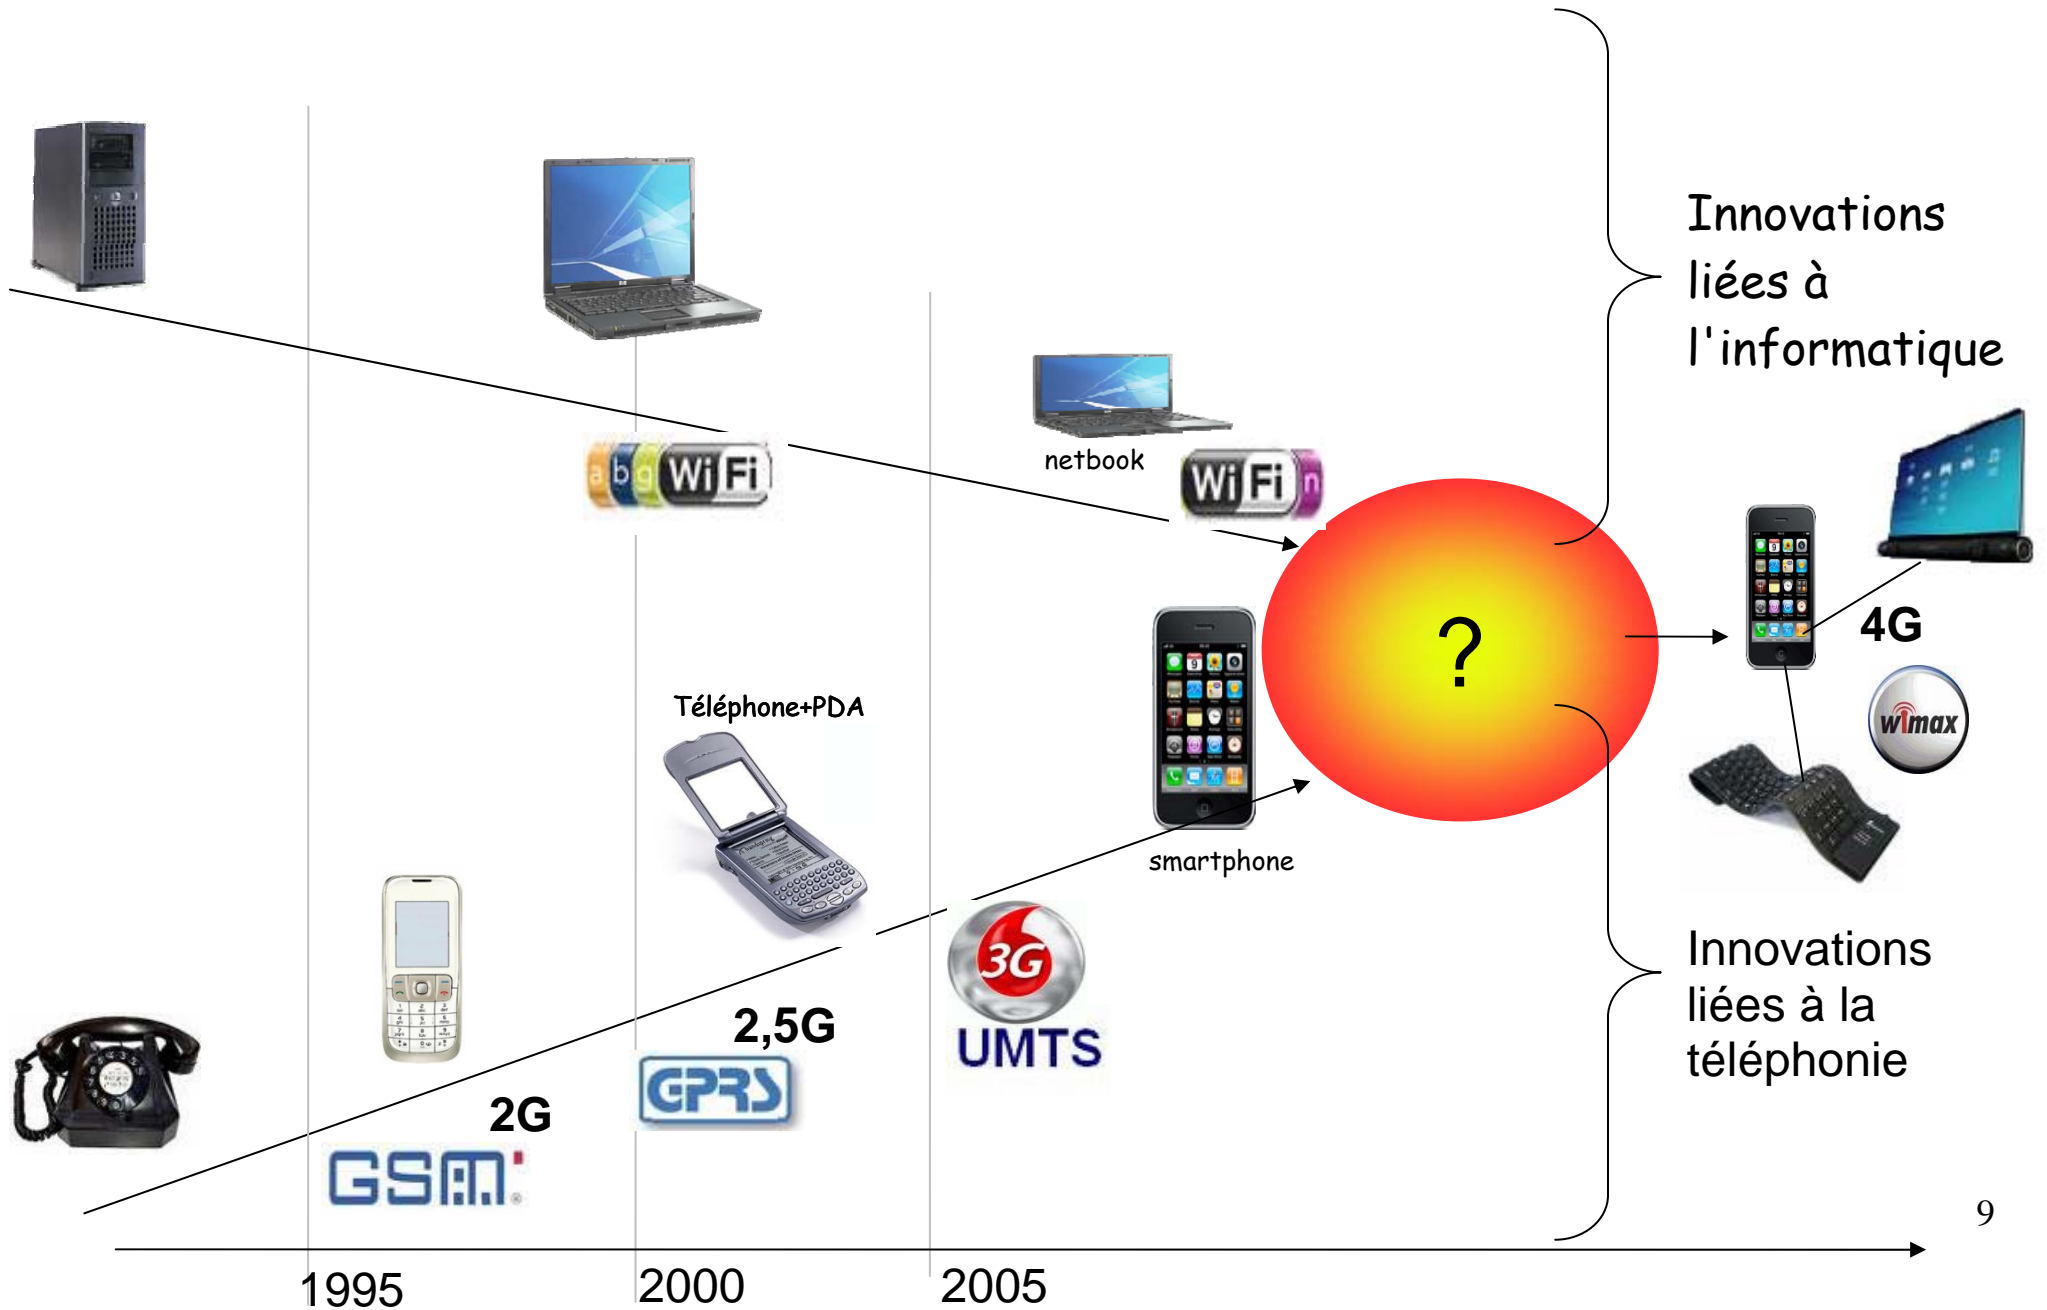 Innovations
liées à
l'informatique
a b g WiFi
netbook
WiFi n
?
4G
wimax
Téléphone+PDA
smartphone
3G
UMTS
2,5G
GPRS
2G
GSM
Innovations
liées à la
téléphonie
9
1995
2000
2005